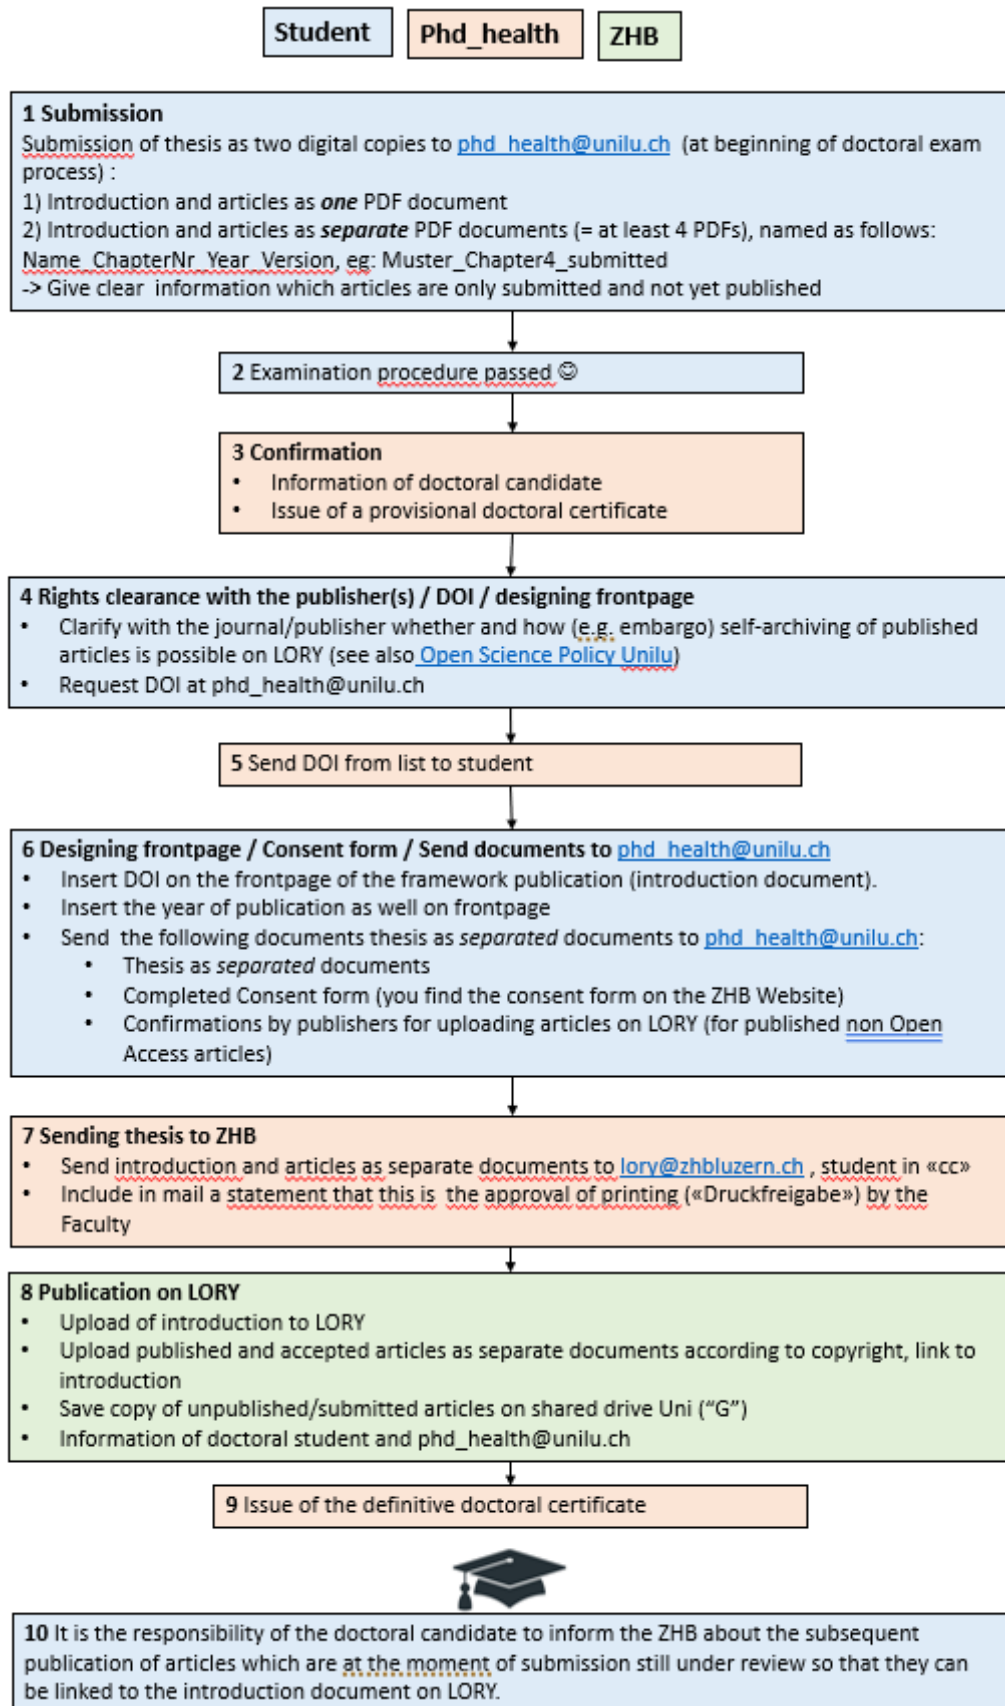 Student
Phd_health
ZHB
1 Submission
Submission of thesis as two digital copies to phd_health@unilu.ch (at beginning of doctoral exam
process) :
1) Introduction and articles as one PDF document
2) Introduction and articles as separate PDF documents (= at least 4 PDFs), named as follows:
Name_ChapterNr_Year_Version, eg: Muster_Chapter4_submitted
-> Give clear information which articles are only submitted and not yet published
2 Examination procedure passed ☺
3 Confirmation
• Information of doctoral candidate
• Issue of a provisional doctoral certificate
4 Rights clearance with the publisher(s) / DOI / designing frontpage
• Clarify with the journal/publisher whether and how (e.g. embargo) self-archiving of published
articles is possible on LORY (see also Open Science Policy Unilu)
• Request DOI at phd_health@unilu.ch
5 Send DOI from list to student
6 Designing frontpage / Consent form / Send documents to phd_health@unilu.ch
• Insert DOI on the frontpage of the framework publication (introduction document).
• Insert the year of publication as well on frontpage
• Send the following documents thesis as separated documents to phd_health@unilu.ch:
• Thesis as separated documents
• Completed Consent form (you find the consent form on the ZHB Website)
• Confirmations by publishers for uploading articles on LORY (for published non Open
Access articles)
7 Sending thesis to ZHB
• Send introduction and articles as separate documents to lory@zhbluzern.ch , student in «cc»
• Include in mail a statement that this is the approval of printing («Druckfreigabe») by the
Faculty
8 Publication on LORY
• Upload of introduction to LORY
• Upload published and accepted articles as separate documents according to copyright, link to
introduction
• Save copy of unpublished/submitted articles on shared drive Uni (“G”)
• Information of doctoral student and phd_health@unilu.ch
9 Issue of the definitive doctoral certificate
10 It is the responsibility of the doctoral candidate to inform the ZHB about the subsequent
publication of articles which are at the moment of submission still under review so that they can
be linked to the introduction document on LORY.